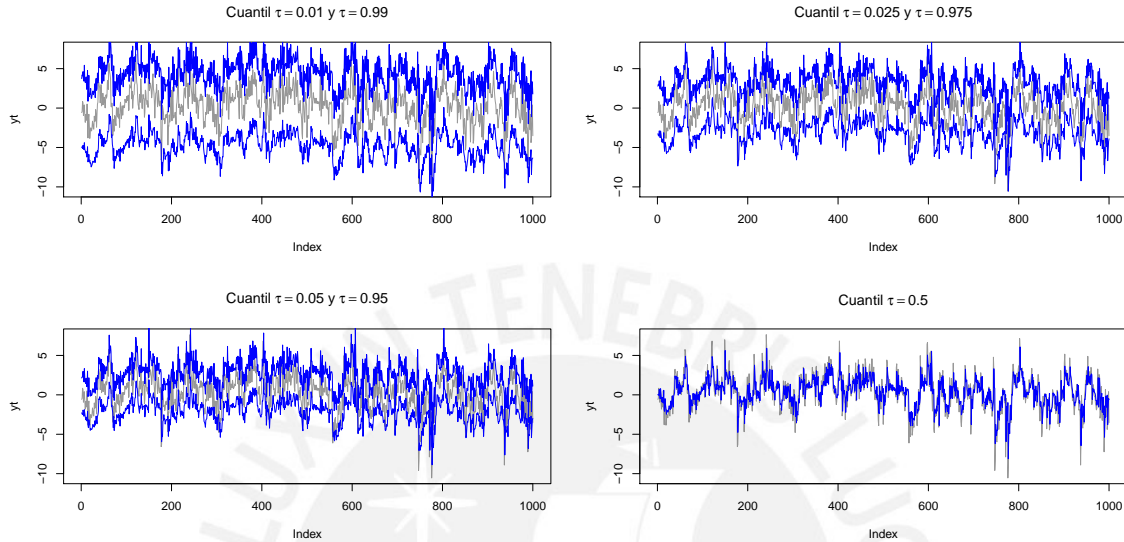 Cuantil τ = 0.01 y τ = 0.99
yt
5
0
−5
−10
0 200 400 600 800 1000
Index
Cuantil τ = 0.025 y τ = 0.975
yt
5
0
−5
−10
0 200 400 600 800 1000
Index
Cuantil τ = 0.05 y τ = 0.95
yt
5
0
−5
−10
0 200 400 600 800 1000
Index
Cuantil τ = 0.5
yt
5
0
−5
−10
0 200 400 600 800 1000
Index
TENEBRIS